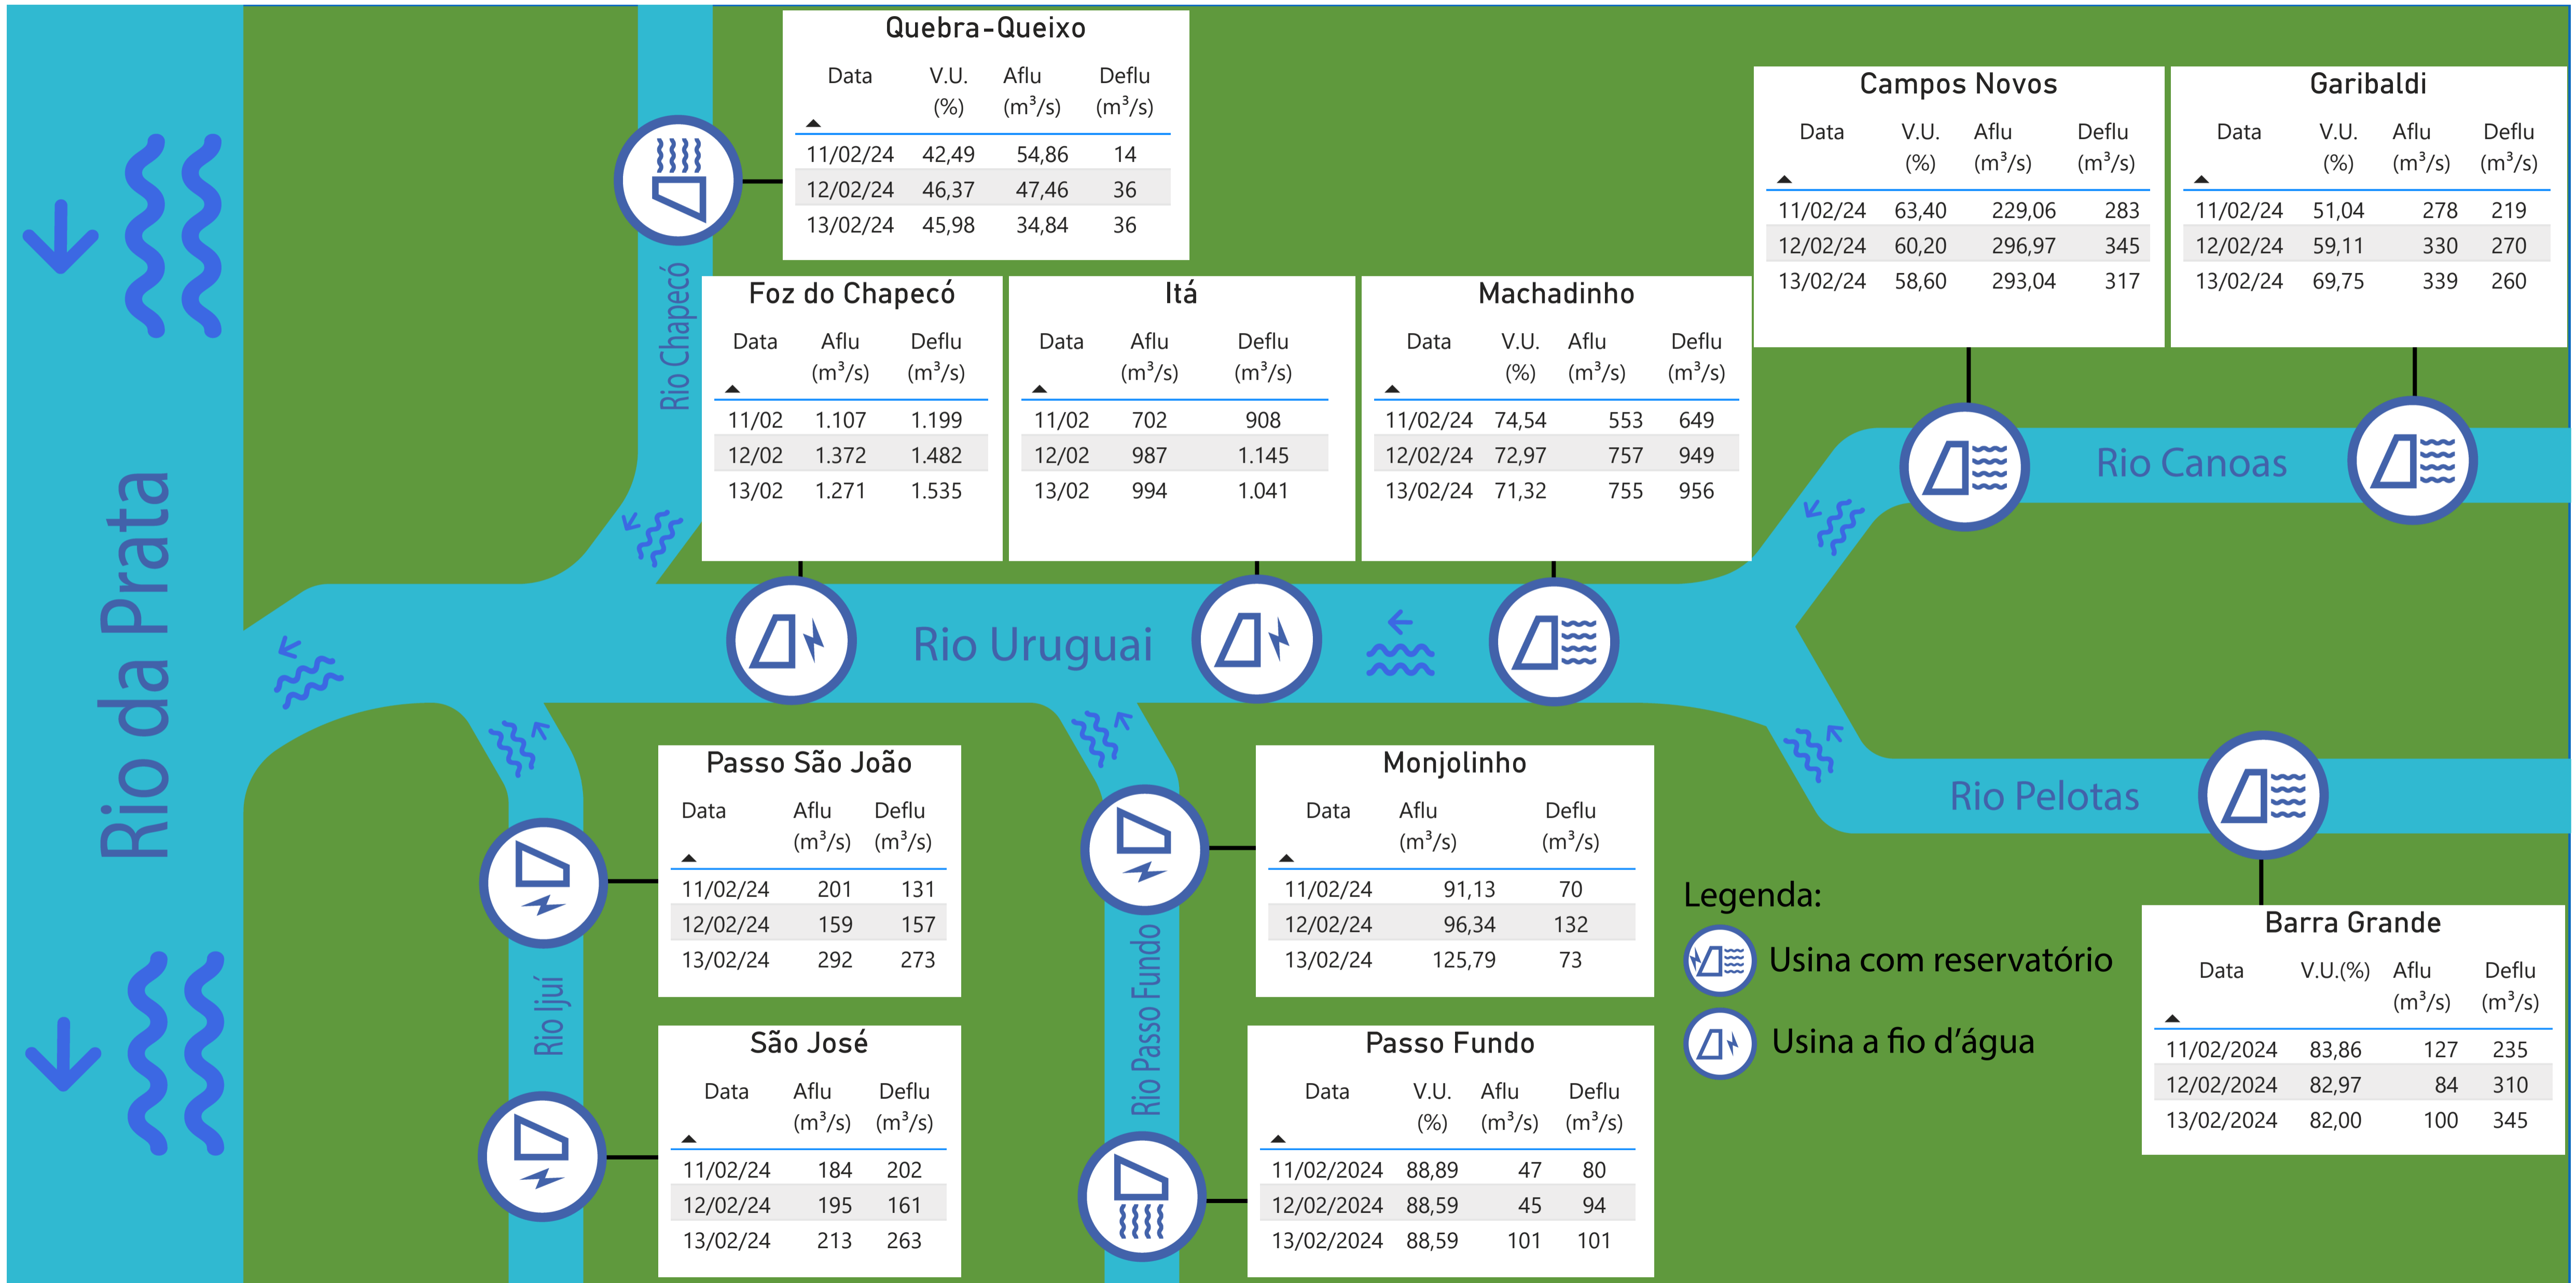 Quebra-Queixo
Data V.U. (%) Aflu (m³/s) Deflu (m³/s)
11/02/24 42,49 54,86 14
12/02/24 46,37 47,46 36
13/02/24 45,98 34,84 36
Campos Novos
Data V.U. (%) Aflu (m³/s) Deflu (m³/s)
11/02/24 63,40 229,06 283
12/02/24 60,20 296,97 345
13/02/24 58,60 293,04 317
Garibaldi
Data V.U. (%) Aflu (m³/s) Deflu (m³/s)
11/02/24 51,04 278 219
12/02/24 59,11 330 270
13/02/24 69,75 339 260
Rio Chapecó
Foz do Chapecó
Data Aflu (m³/s) Deflu (m³/s)
11/02 1.107 1.199
12/02 1.372 1.482
13/02 1.271 1.535
Itá
Data Aflu (m³/s) Deflu (m³/s)
11/02 702 908
12/02 987 1.145
13/02 994 1.041
Machadinho
Data V.U. (%) Aflu (m³/s) Deflu (m³/s)
11/02/24 74,54 553 649
12/02/24 72,97 757 949
13/02/24 71,32 755 956
Rio Canoas
Rio da Prata
Rio Uruguai
Rio Pelotas
Passo São João
Data Aflu (m³/s) Deflu (m³/s)
11/02/24 201 131
12/02/24 159 157
13/02/24 292 273
Monjolinho
Data Aflu (m³/s) Deflu (m³/s)
11/02/24 91,13 70
12/02/24 96,34 132
13/02/24 125,79 73
Legenda:
Usina com reservatório
Usina a fio d’água
Barra Grande
Data V.U.(%) Aflu (m³/s) Deflu (m³/s)
11/02/2024 83,86 127 235
12/02/2024 82,97 84 310
13/02/2024 82,00 100 345
Rio Ijuí
Rio Passo Fundo
São José
Data Aflu (m³/s) Deflu (m³/s)
11/02/24 184 202
12/02/24 195 161
13/02/24 213 263
Passo Fundo
Data V.U. (%) Aflu (m³/s) Deflu (m³/s)
11/02/2024 88,89 47 80
12/02/2024 88,59 45 94
13/02/2024 88,59 101 101